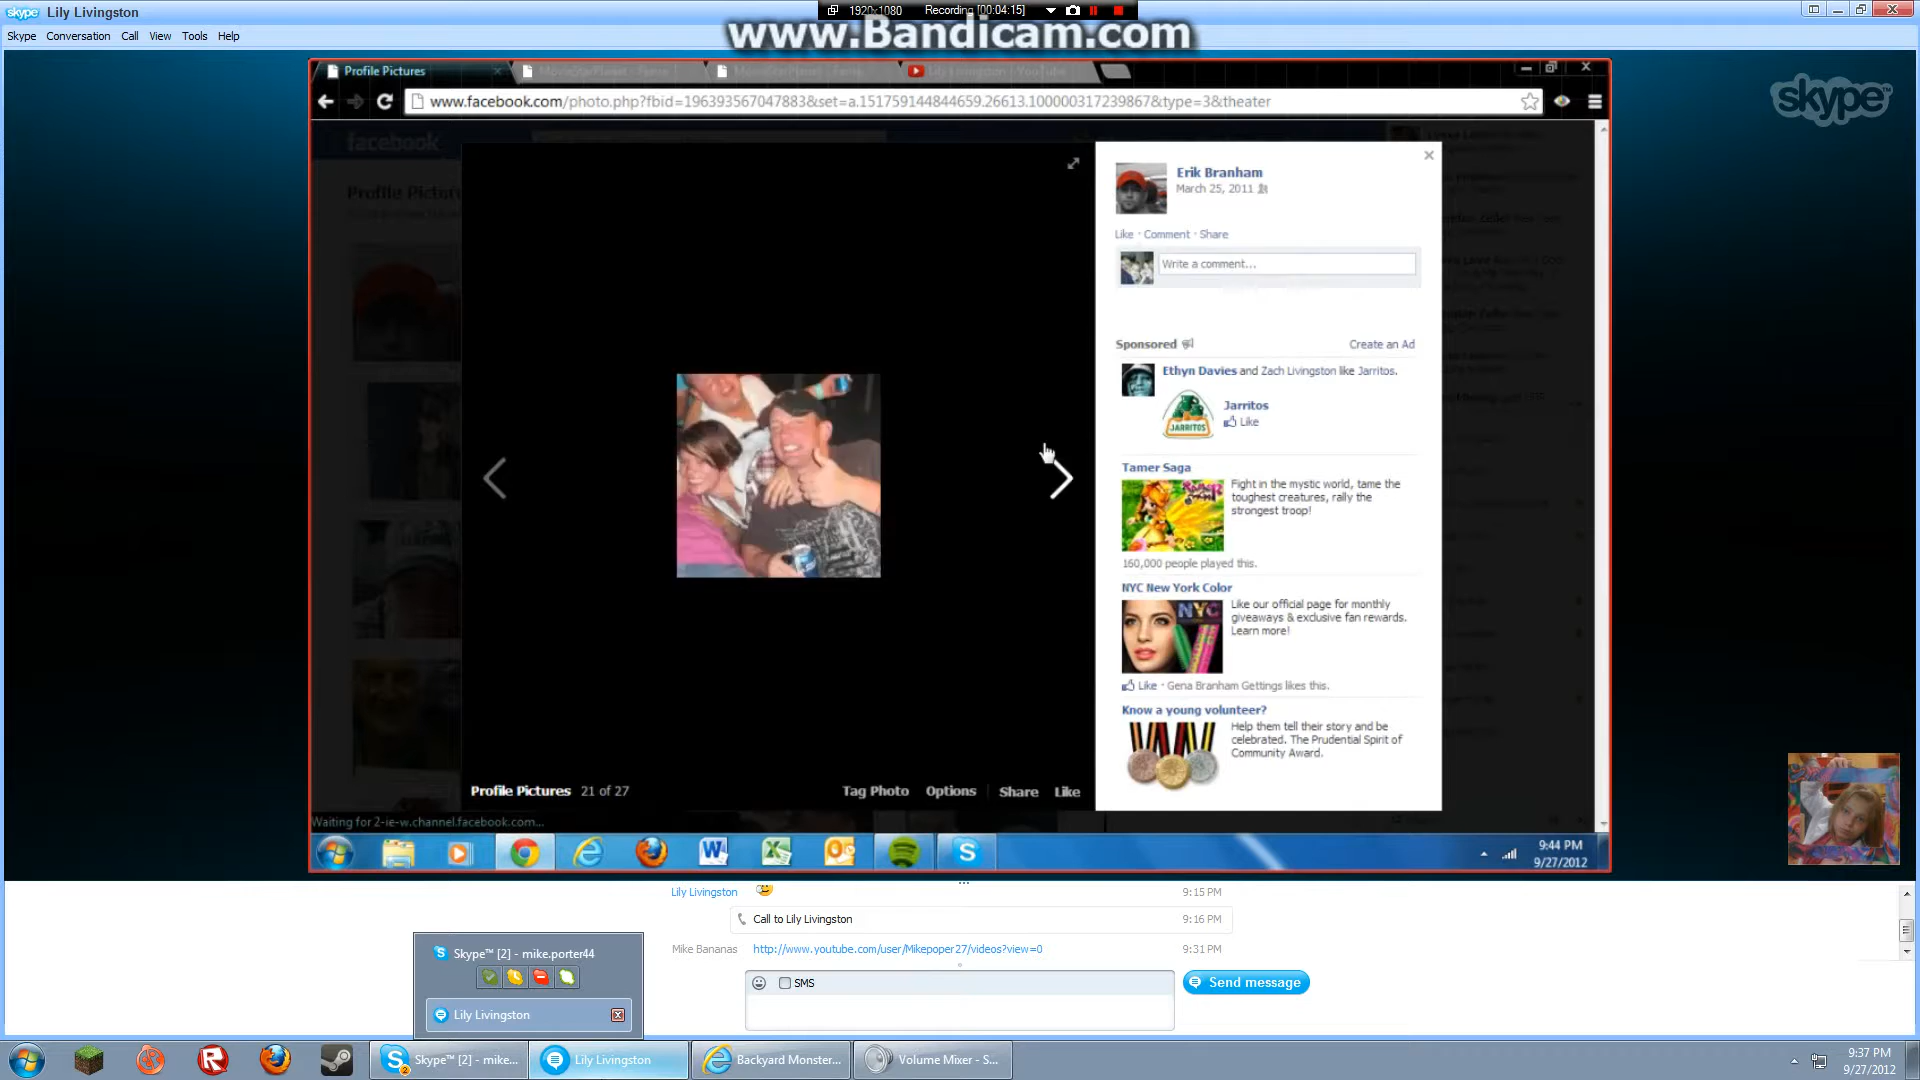 Lily Livingston
1920x1080 Recording [00:04:15]
www.Bandicam.com
Skype Conversation Call View Tools Help
Profile Pictures
Lily Livingston | YouTube
www.facebook.com/photo.php?fbid=196393567047883&set=a.151759144844659.26613.100000317239867&type=3&theater
skype
facebook
Profile Pictu
Erik Branham
March 25, 2011
Like · Comment · Share
Write a comment...
Sponsored
Create an Ad
Ethyn Davies and Zach Livingston like Jarritos.
JARRITOS
Jarritos
Like
Tamer Saga
Fight in the mystic world, tame the
toughest creatures, rally the
strongest troop!
160,000 people played this.
NYC New York Color
NYC
Like our official page for monthly
giveaways & exclusive fan rewards.
Learn more!
Like · Gena Branham Gettings likes this.
Know a young volunteer?
Help them tell their story and be
celebrated. The Prudential Spirit of
Community Award.
Profile Pictures 21 of 27
Tag Photo Options Share Like
Waiting for 2-ie-w.channel.facebook.com...
9:44 PM
9/27/2012
Lily Livingston 9:15 PM
Call to Lily Livingston 9:16 PM
Mike Bananas http://www.youtube.com/user/Mikepoper27/videos?view=0 9:31 PM
Skype™ [2] - mike.porter44
SMS
Send message
Lily Livingston
Skype™ [2] - mike...
Lily Livingston
Backyard Monster...
Volume Mixer - S...
9:37 PM
9/27/2012